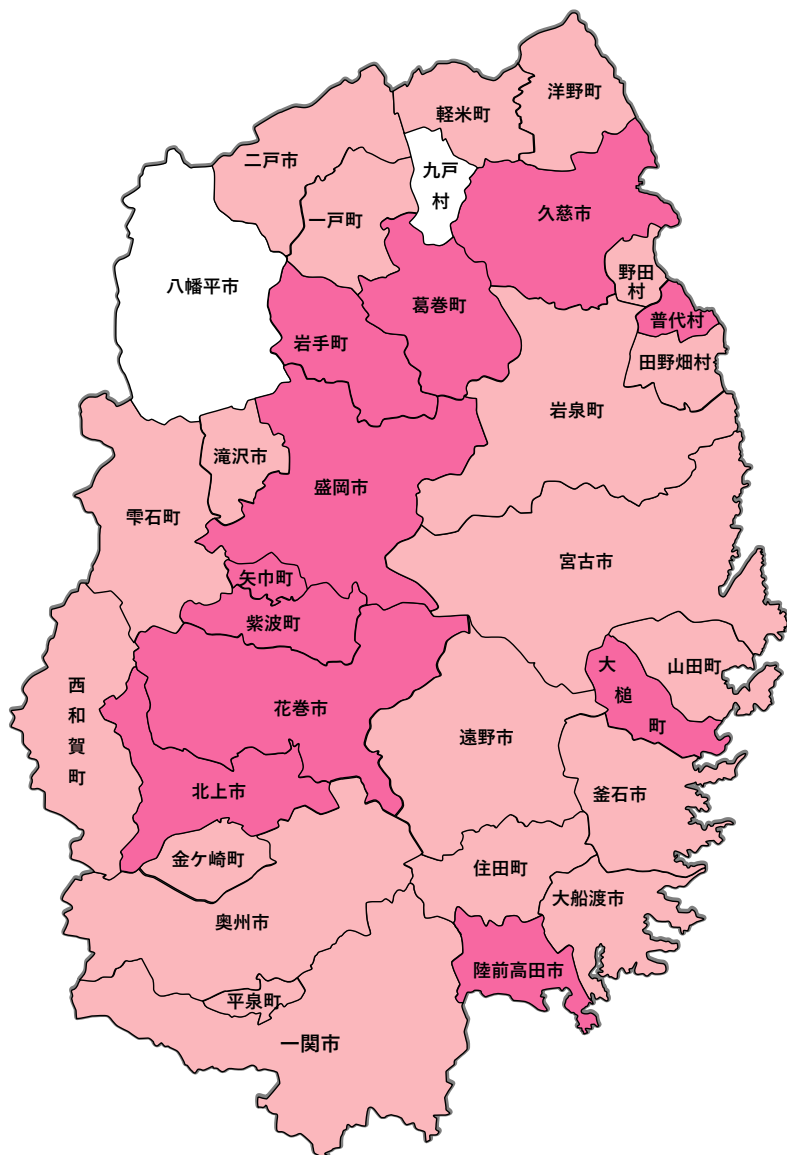 洋野町
軽米町
二戸市
九戸
村
一戸町
久慈市
野田
村
八幡平市
葛巻町
普代村
岩手町
田野畑村
岩泉町
滝沢市
盛岡市
雫石町
宮古市
矢巾町
紫波町
山田町
大
槌
町
西
和
賀
町
花巻市
遠野市
北上市
釜石市
金ケ崎町
住田町
大船渡市
奥州市
陸前高田市
平泉町
一関市